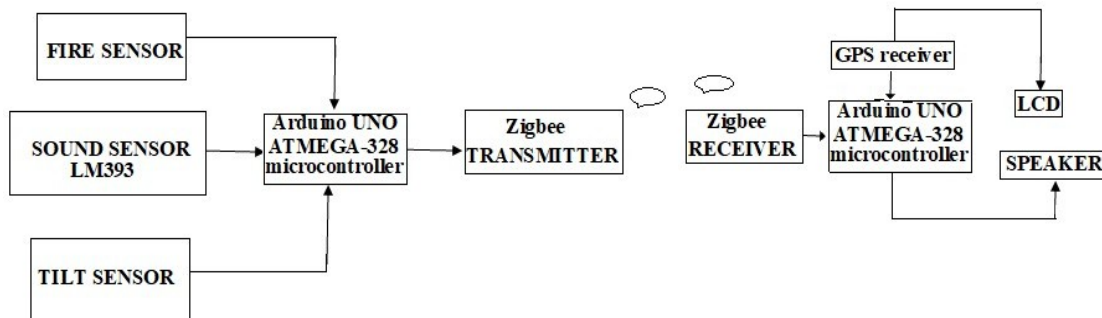 FIRE SENSOR
SOUND SENSOR
LM393
TILT SENSOR
Arduino UNO
ATMEGA-328
microcontroller
Zigbee
TRANSMITTER
Zigbee
RECEIVER
GPS receiver
Arduino UNO
ATMEGA-328
microcontroller
LCD
SPEAKER